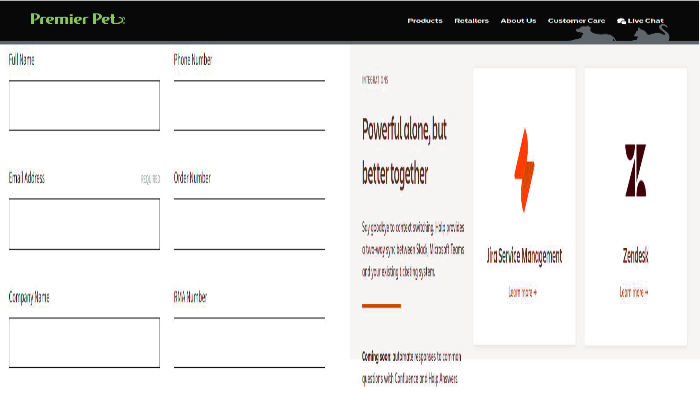 Premier Pet
Products Retailers About Us Customer Care Live Chat
Full Name
Phone Number
Email Address
REQUIRED
Order Number
Company Name
RMA Number
INTEGRATIONS
Powerful alone, but
better together
Say goodbye to context switching. Halp provides
a two-way sync between Slack, Microsoft Teams
and your existing ticketing system.
Coming soon: automate responses to common
questions with Confluence and Halp Answers.
Jira Service Management
Learn more →
Zendesk
Learn more →